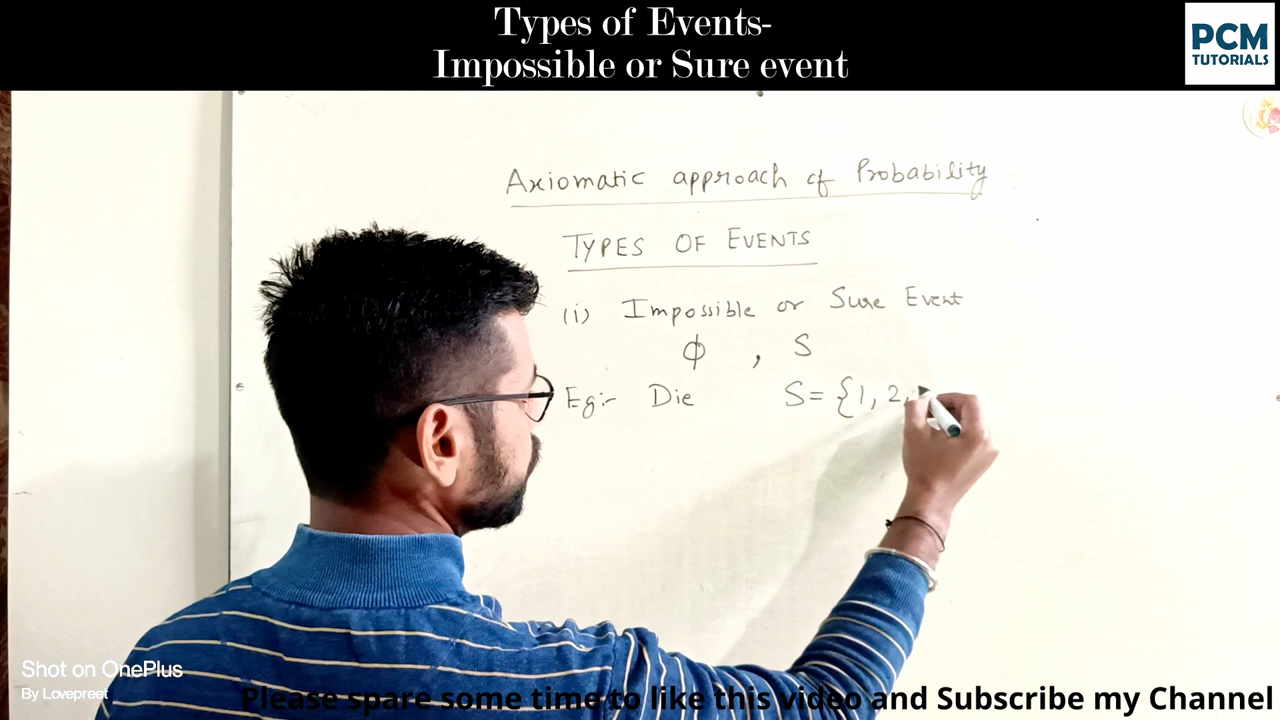 Types of Events-
Impossible or Sure event
PCM
TUTORIALS
Axiomatic approach of Probability
TYPES OF EVENTS
(i) Impossible or Sure Event
ϕ , S
Eg:- Die S= {1, 2,
Shot on OnePlus
By Lovepreet
Please spare some time to like this video and Subscribe my Channel